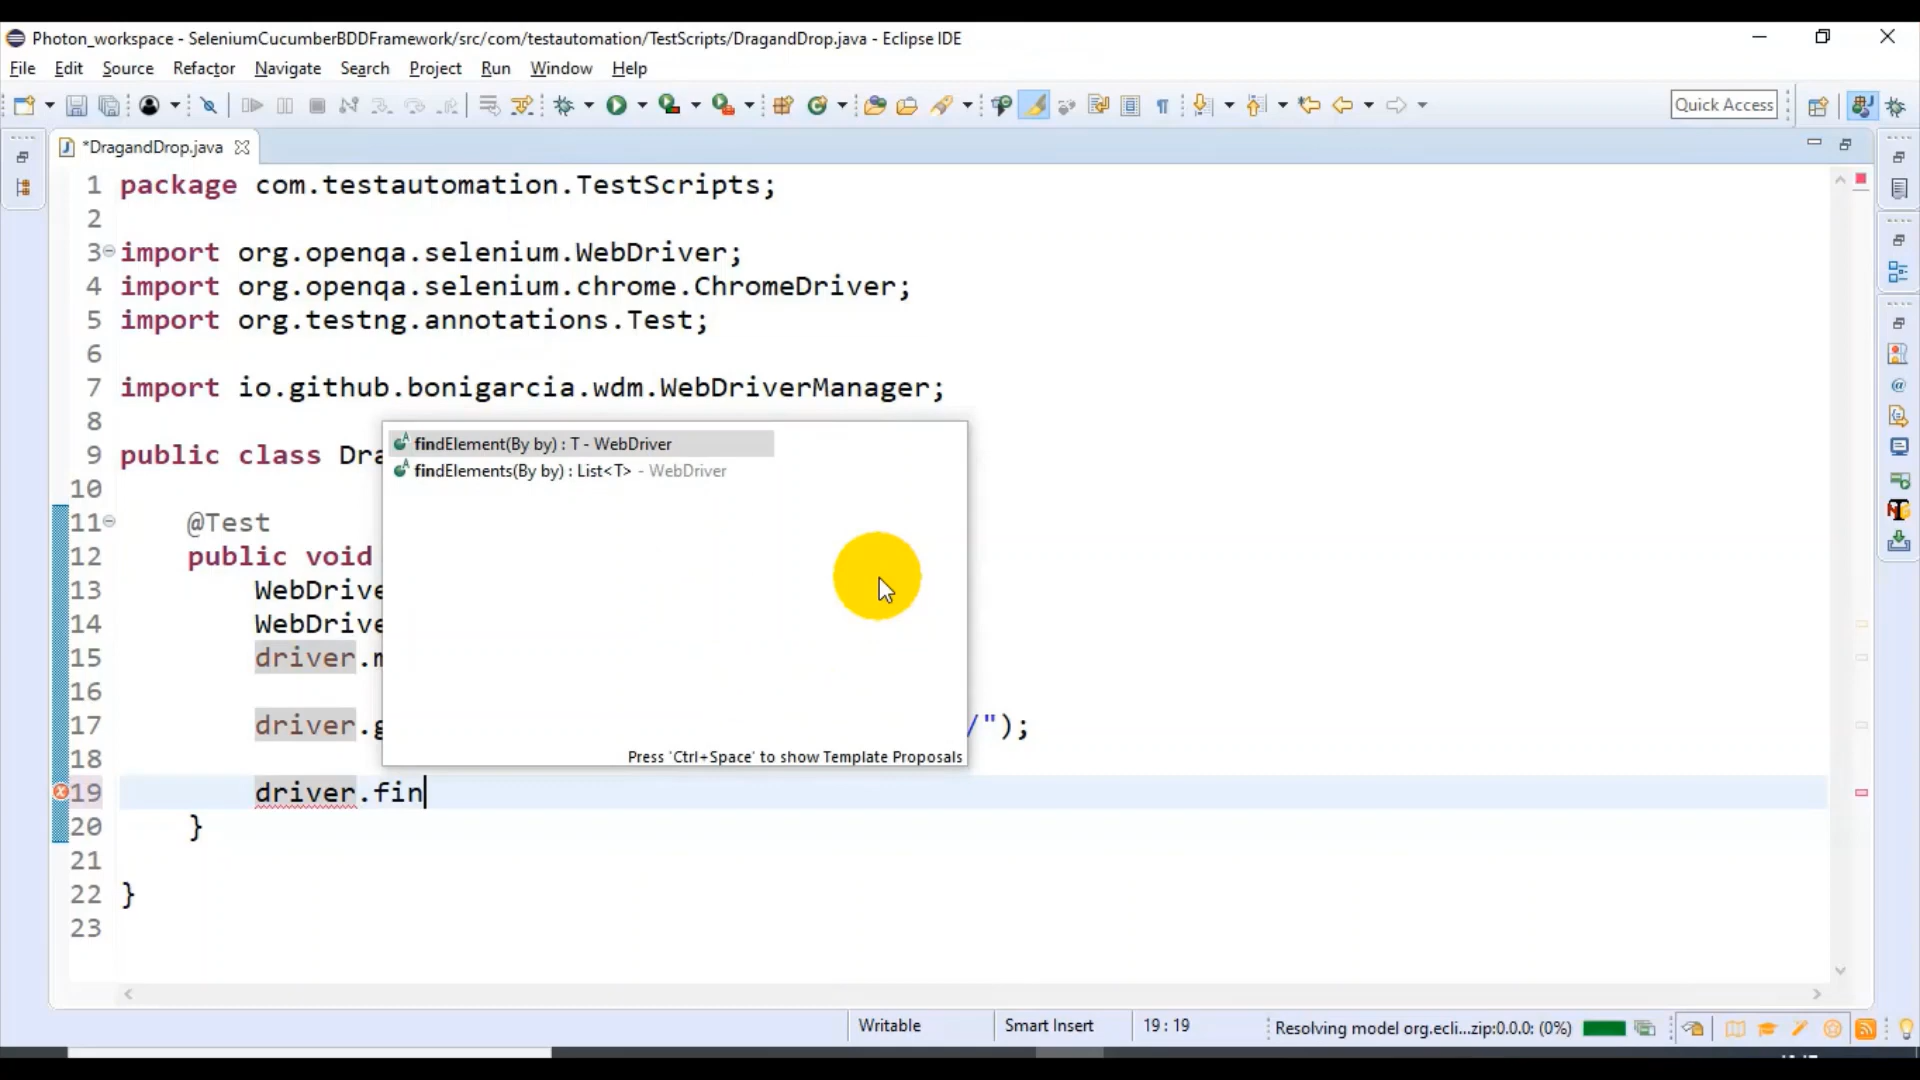 Photon_workspace - SeleniumCucumberBDDFramework/src/com/testautomation/TestScripts/DragandDrop.java - Eclipse IDE
File Edit Source Refactor Navigate Search Project Run Window Help
Quick Access
*DragandDrop.java
1 package com.testautomation.TestScripts;
2
3 import org.openqa.selenium.WebDriver;
4 import org.openqa.selenium.chrome.ChromeDriver;
5 import org.testng.annotations.Test;
6
7 import io.github.bonigarcia.wdm.WebDriverManager;
8
findElement(By by) : T - WebDriver
9 public class Dra
findElements(By by) : List<T> - WebDriver
10
11 @Test
12 public void
13 WebDrive
14 WebDrive
15 driver.m
16
17 driver.g /");
18
Press 'Ctrl+Space' to show Template Proposals
19 driver.fin
20 }
21
22 }
23
Writable Smart Insert 19 : 19 Resolving model org.ecli...zip:0.0.0: (0%)